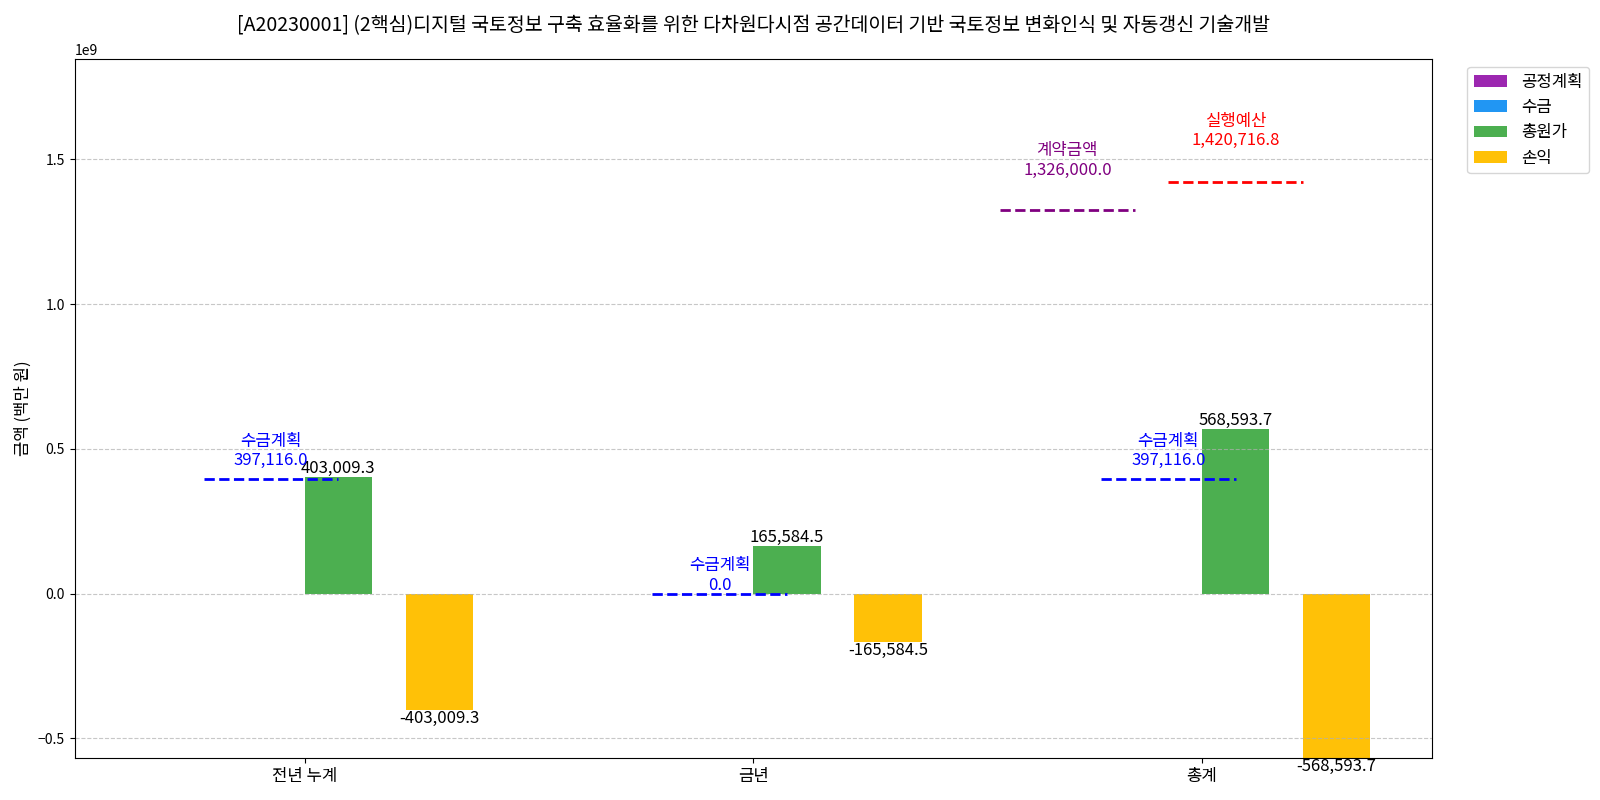 [A20230001] (2핵심)디지털 국토정보 구축 효율화를 위한 다차원다시점 공간데이터 기반 국토정보 변화인식 및 자동갱신 기술개발
1e9
공정계획
수금
총원가
손익
실행예산
1,420,716.8
계약금액
1,326,000.0
1.5
1.0
0.5
0.0
−0.5
금액 (백만 원)
수금계획
397,116.0
403,009.3
-403,009.3
수금계획
0.0
165,584.5
-165,584.5
수금계획
397,116.0
568,593.7
-568,593.7
전년 누계
금년
총계